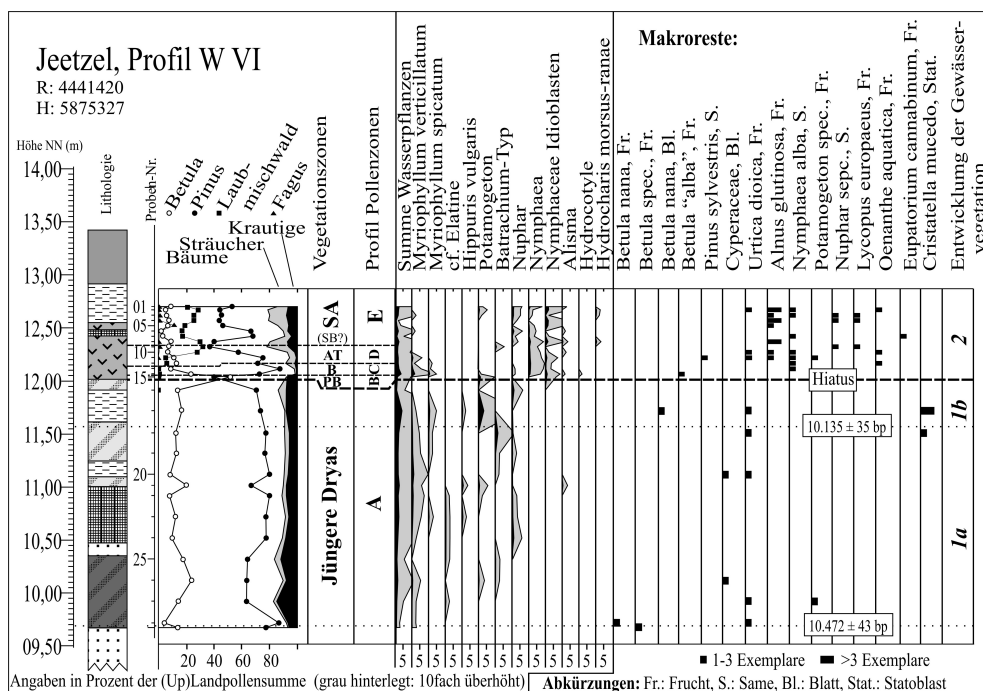 Jeetzel, Profil W VI
R: 4441420
H: 5875327
Makroreste:
Höhe NN (m)
14,00
13,50
13,00
12,50
12,00
11,50
11,00
10,50
10,00
09,50
Lithologie
Probeb-Nr.
Betula
Pinus
Laub-
mischwald
Fagus
Krautige
Sträucher
Bäume
Vegetationszonen
Profil Pollenzonen
Summe Wasserpflanzen
Myriophyllum verticillatum
Myriophyllum spicatum
cf. Elatine
Hippuris vulgaris
Potamogeton
Batrachum-Typ
Nuphar
Nymphaea
Nymphaceae Idioblasten
Alisma
Hydrocotyle
Hydrocharis morsus-ranae
Betula nana, Fr.
Betula spec., Fr.
Betula nana, Bl.
Betula "alba", Fr.
Pinus sylvestris, S.
Cyperaceae, Bl.
Urtica dioica, Fr.
Alnus glutinosa, Fr.
Nymphaea alba, S.
Potamogeton spec., Fr.
Nuphar sepc., S.
Lycopus europaeus, Fr.
Oenanthe aquatica, Fr.
Eupatorium cannabinum, Fr.
Cristatella mucedo, Stat.
Entwicklung der Gewässer-
vegetation
01
05
10
15
20
25
28
SA
(SB?)
AT
B
PB
Jüngere Dryas
E
D
C
B
A
2
Hiatus
1b
10.135 ± 35 bp
1a
10.472 ± 43 bp
20 40 60 80
5 5 5 5 5 5 5 5 5 5 5 5 5
1-3 Exemplare >3 Exemplare
Angaben in Prozent der (Up)Landpollensumme (grau hinterlegt: 10fach überhöht)
Abkürzungen: Fr.: Frucht, S.: Same, Bl.: Blatt, Stat.: Statoblast